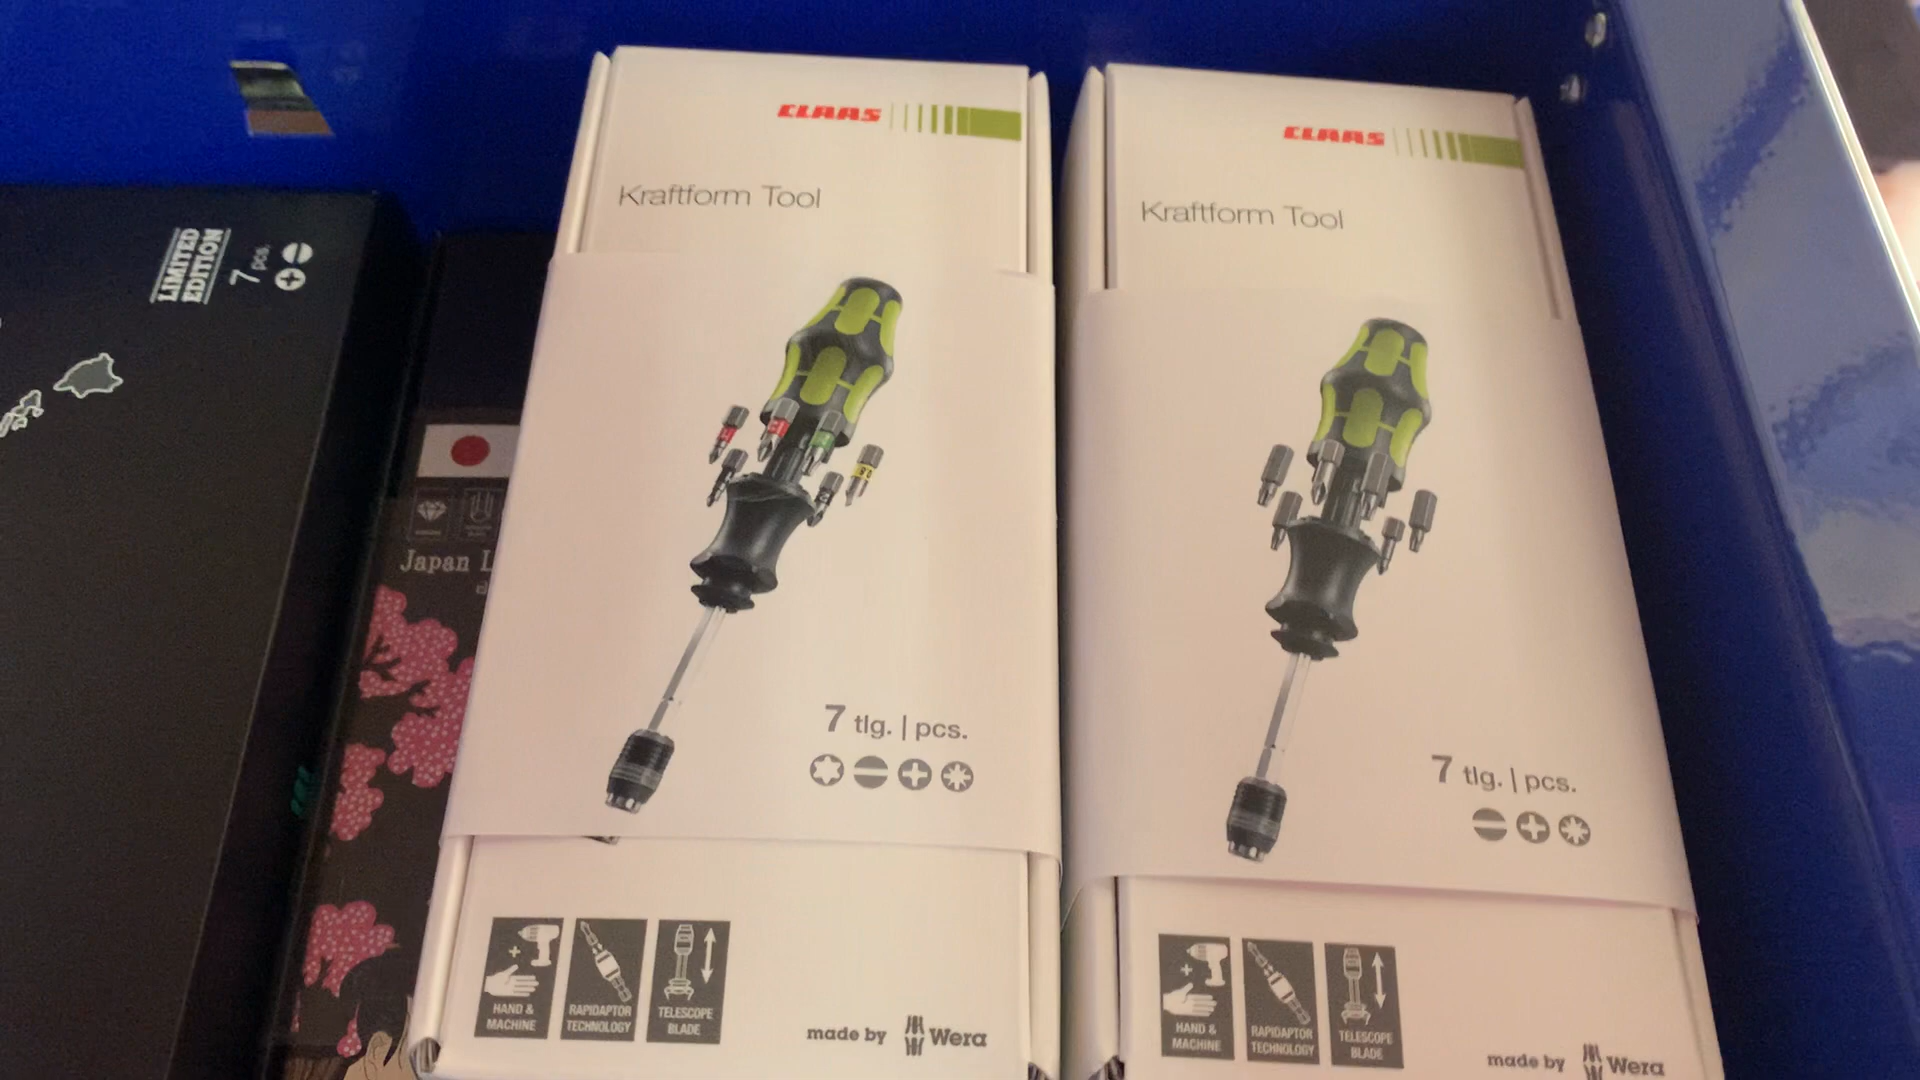 LIMITED
EDITION
7 pcs.
Japan L
CLAAS
Kraftform Tool
7 tlg. | pcs.
HAND &
MACHINE
RAPIDAPTOR
TECHNOLOGY
TELESCOPE
BLADE
made by Wera
CLAAS
Kraftform Tool
7 tlg. | pcs.
HAND &
MACHINE
RAPIDAPTOR
TECHNOLOGY
TELESCOPE
BLADE
made by Wera